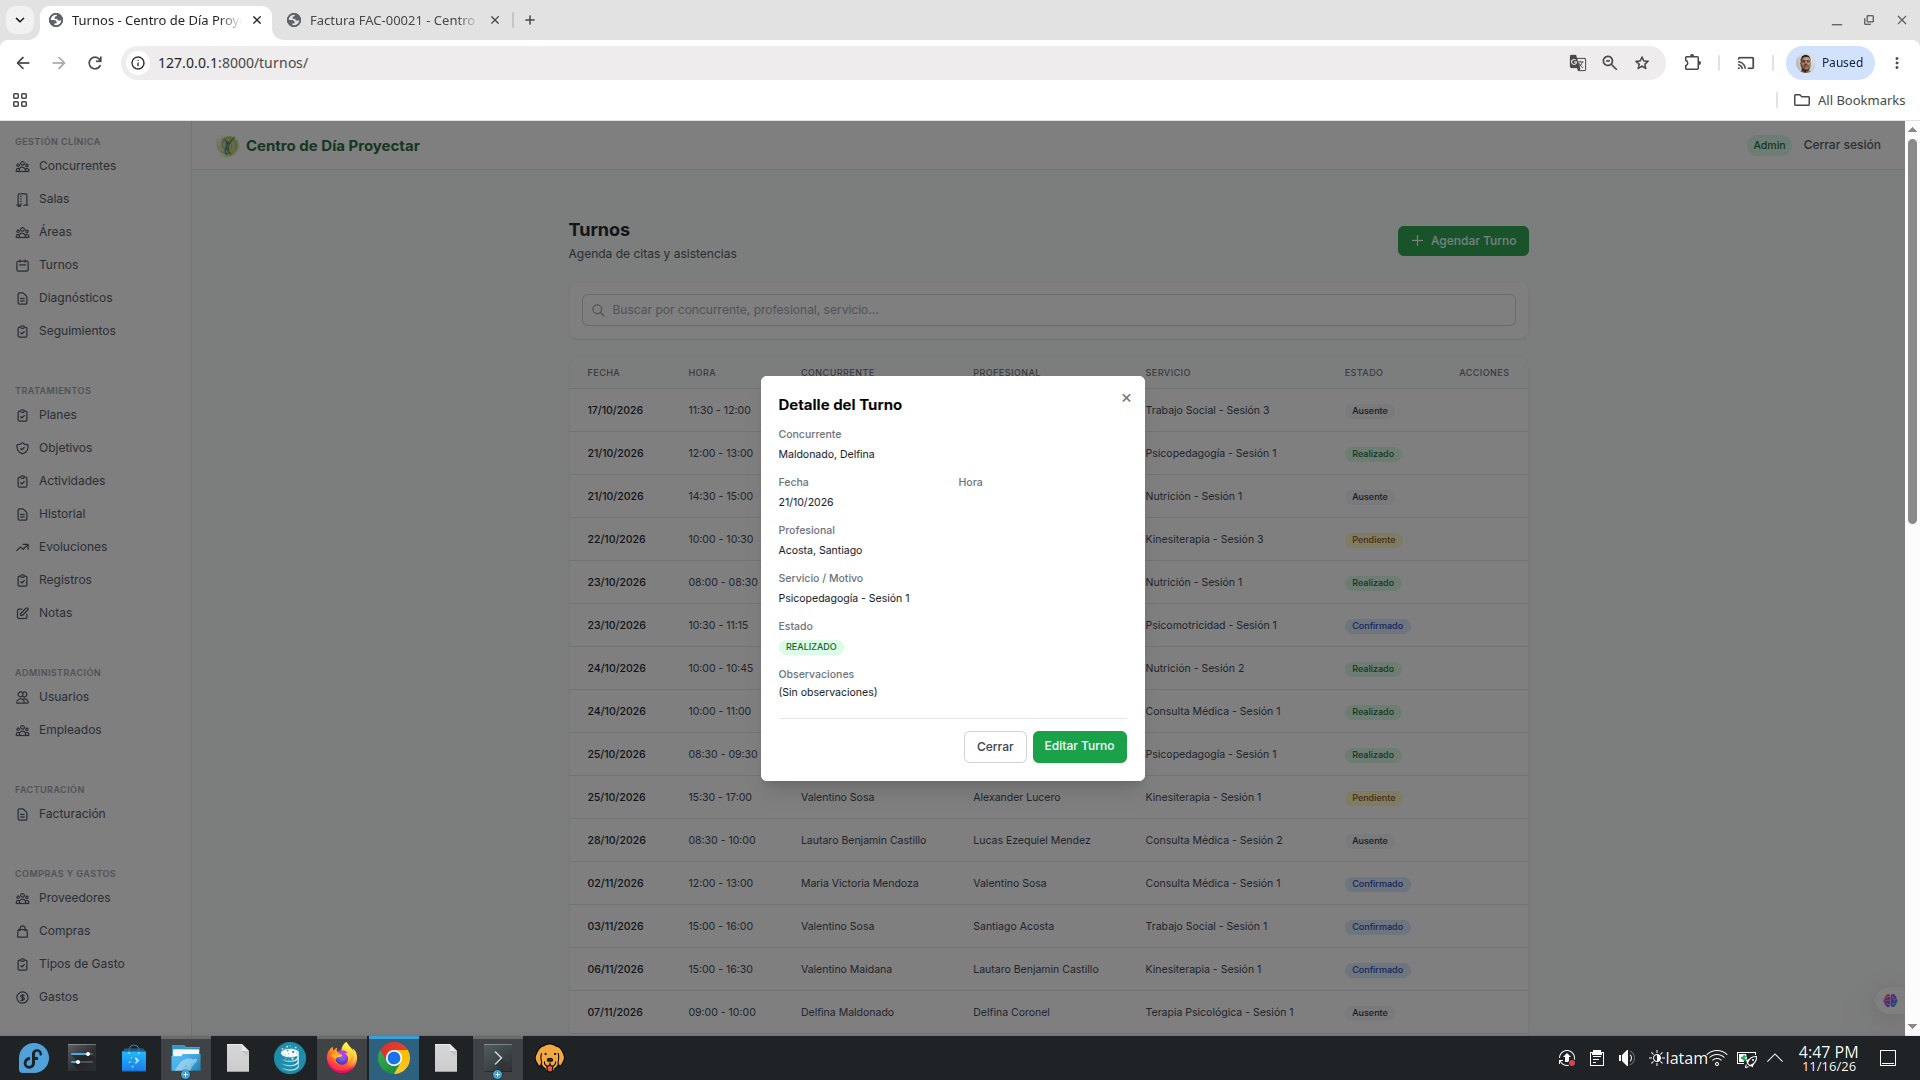 Turnos - Centro de Día Proy
Factura FAC-00021 - Centro
127.0.0.1:8000/turnos/
Paused
All Bookmarks
GESTIÓN CLÍNICA
Concurrentes
Salas
Áreas
Turnos
Diagnósticos
Seguimientos
TRATAMIENTOS
Planes
Objetivos
Actividades
Historial
Evoluciones
Registros
Notas
ADMINISTRACIÓN
Usuarios
Empleados
FACTURACIÓN
Facturación
COMPRAS Y GASTOS
Proveedores
Compras
Tipos de Gasto
Gastos
Centro de Día Proyectar
Admin
Cerrar sesión
Turnos
Agenda de citas y asistencias
Agendar Turno
Buscar por concurrente, profesional, servicio...
FECHA HORA CONCURRENTE PROFESIONAL SERVICIO ESTADO ACCIONES
17/10/2026 11:30 - 12:00 Trabajo Social - Sesión 3 Ausente
21/10/2026 12:00 - 13:00 Psicopedagogía - Sesión 1 Realizado
21/10/2026 14:30 - 15:00 Nutrición - Sesión 1 Ausente
22/10/2026 10:00 - 10:30 Kinesiterapia - Sesión 3 Pendiente
23/10/2026 08:00 - 08:30 Nutrición - Sesión 1 Realizado
23/10/2026 10:30 - 11:15 Psicomotricidad - Sesión 1 Confirmado
24/10/2026 10:00 - 10:45 Nutrición - Sesión 2 Realizado
24/10/2026 10:00 - 11:00 Consulta Médica - Sesión 1 Realizado
25/10/2026 08:30 - 09:30 Psicopedagogía - Sesión 1 Realizado
25/10/2026 15:30 - 17:00 Valentino Sosa Alexander Lucero Kinesiterapia - Sesión 1 Pendiente
28/10/2026 08:30 - 10:00 Lautaro Benjamin Castillo Lucas Ezequiel Mendez Consulta Médica - Sesión 2 Ausente
02/11/2026 12:00 - 13:00 Maria Victoria Mendoza Valentino Sosa Consulta Médica - Sesión 1 Confirmado
03/11/2026 15:00 - 16:00 Valentino Sosa Santiago Acosta Trabajo Social - Sesión 1 Confirmado
06/11/2026 15:00 - 16:30 Valentino Maidana Lautaro Benjamin Castillo Kinesiterapia - Sesión 1 Confirmado
07/11/2026 09:00 - 10:00 Delfina Maldonado Delfina Coronel Terapia Psicológica - Sesión 1 Ausente
Detalle del Turno
Concurrente
Maldonado, Delfina
Fecha Hora
21/10/2026
Profesional
Acosta, Santiago
Servicio / Motivo
Psicopedagogía - Sesión 1
Estado
REALIZADO
Observaciones
(Sin observaciones)
Cerrar
Editar Turno
latam
4:47 PM
11/16/26